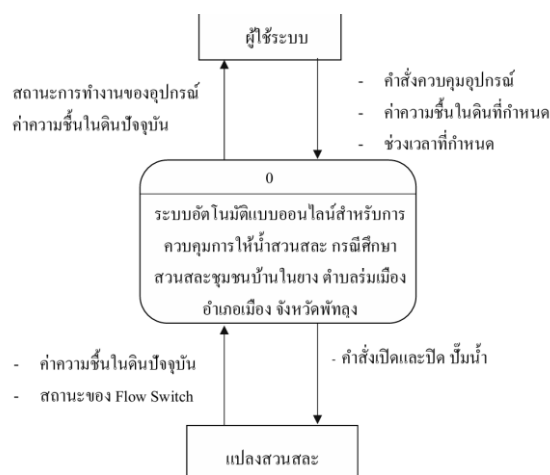 ผู้ใช้ระบบ
สถานะการทำงานของอุปกรณ์
ค่าความชื้นในดินปัจจุบัน
- คำสั่งควบคุมอุปกรณ์
- ค่าความชื้นในดินที่กำหนด
- ช่วงเวลาที่กำหนด
0
ระบบอัตโนมัติแบบออนไลน์สำหรับการ
ควบคุมการให้น้ำสวนสละ กรณีศึกษา
สวนสละชุมชนบ้านในยาง ตำบลร่มเมือง
อำเภอเมือง จังหวัดพัทลุง
- ค่าความชื้นในดินปัจจุบัน
- สถานะของ Flow Switch
- คำสั่งเปิดและปิด ปั๊มน้ำ
แปลงสวนสละ